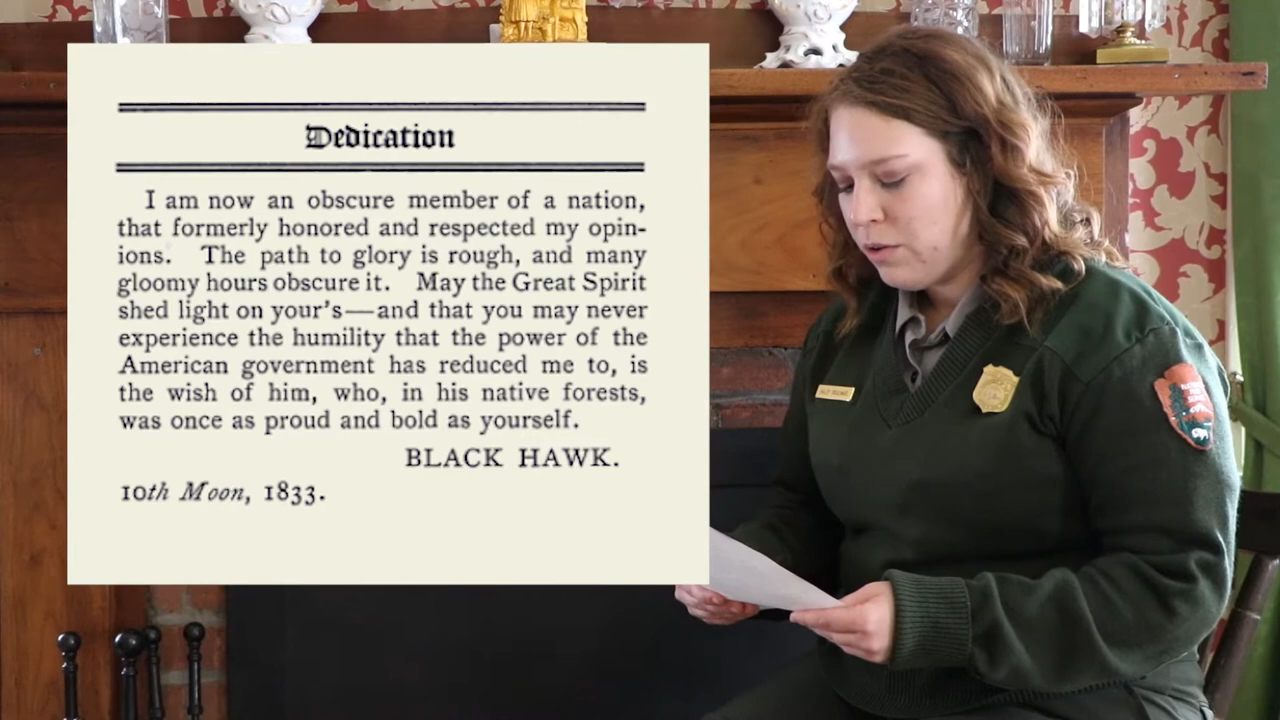 Dedication
I am now an obscure member of a nation,
that formerly honored and respected my opin-
ions. The path to glory is rough, and many
gloomy hours obscure it. May the Great Spirit
shed light on your's—and that you may never
experience the humility that the power of the
American government has reduced me to, is
the wish of him, who, in his native forests,
was once as proud and bold as yourself.
BLACK HAWK.
10th Moon, 1833.